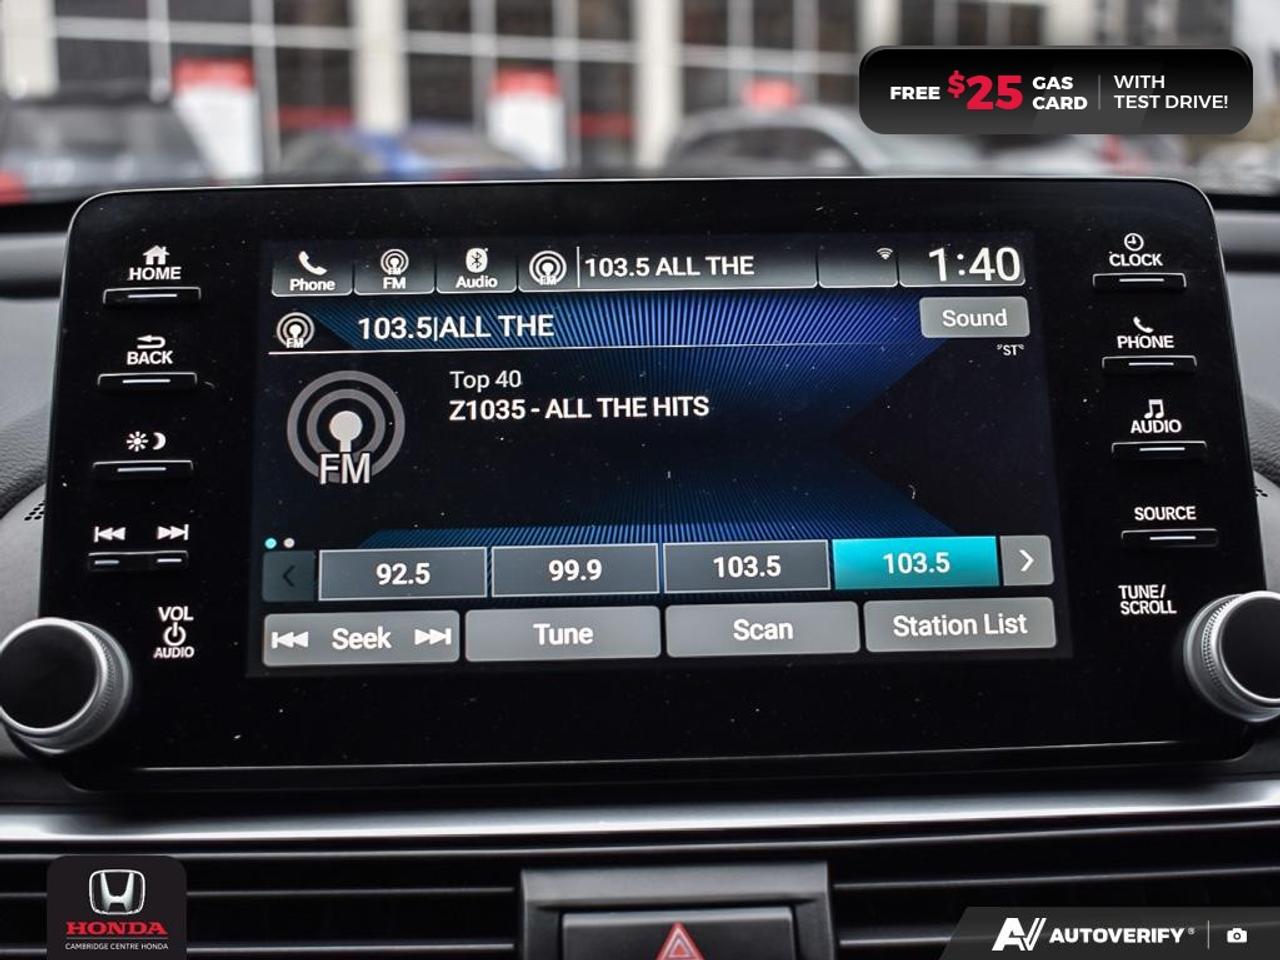 FREE $25 GAS CARD WITH TEST DRIVE!
HOME
BACK
VOL
AUDIO
Phone FM Audio FM 103.5 ALL THE 1:40
FM 103.5|ALL THE Sound
"ST"
Top 40
Z1035 - ALL THE HITS
FM
92.5 99.9 103.5 103.5
Seek Tune Scan Station List
CLOCK
PHONE
AUDIO
SOURCE
TUNE/
SCROLL
HONDA
CAMBRIDGE CENTRE HONDA
AUTOVERIFY